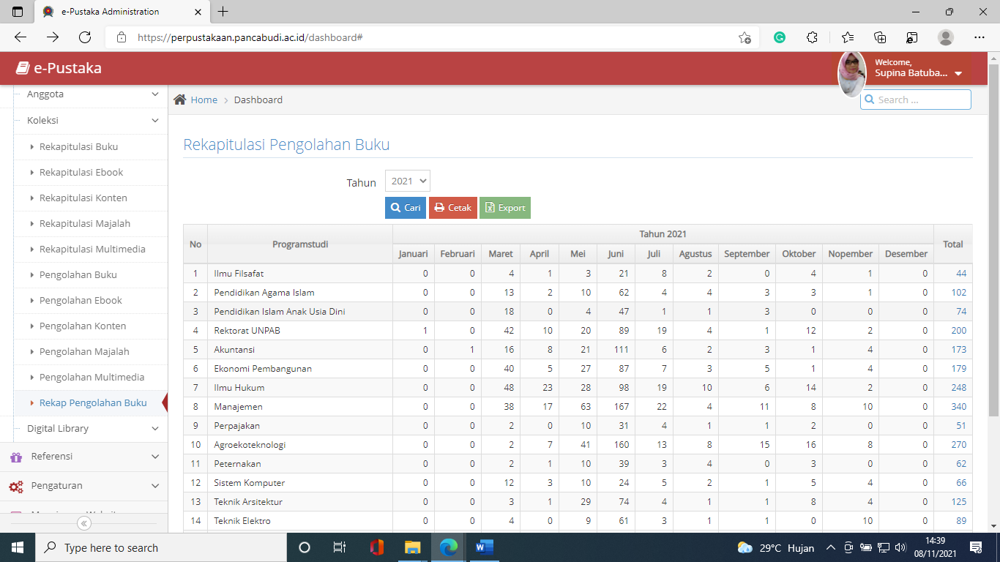 e-Pustaka Administration
https://perpustakaan.pancabudi.ac.id/dashboard#
e-Pustaka
Welcome,
Supina Batuba...
Anggota
Koleksi
Rekapitulasi Buku
Rekapitulasi Ebook
Rekapitulasi Konten
Rekapitulasi Majalah
Rekapitulasi Multimedia
Pengolahan Buku
Pengolahan Ebook
Pengolahan Konten
Pengolahan Majalah
Pengolahan Multimedia
Rekap Pengolahan Buku
Digital Library
Referensi
Pengaturan
Home > Dashboard
Search ...
Rekapitulasi Pengolahan Buku
Tahun 2021
Cari Cetak Export
No Programstudi Tahun 2021 Total
Januari Februari Maret April Mei Juni Juli Agustus September Oktober Nopember Desember
1 Ilmu Filsafat 0 0 4 1 3 21 8 2 0 4 1 0 44
2 Pendidikan Agama Islam 0 0 13 2 10 62 4 4 3 3 1 0 102
3 Pendidikan Islam Anak Usia Dini 0 0 18 0 4 47 1 1 3 0 0 0 74
4 Rektorat UNPAB 1 0 42 10 20 89 19 4 1 12 2 0 200
5 Akuntansi 0 1 16 8 21 111 6 2 3 1 4 0 173
6 Ekonomi Pembangunan 0 0 40 5 27 87 7 3 5 1 4 0 179
7 Ilmu Hukum 0 0 48 23 28 98 19 10 6 14 2 0 248
8 Manajemen 0 0 38 17 63 167 22 4 11 8 10 0 340
9 Perpajakan 0 0 2 0 10 31 4 1 1 2 0 0 51
10 Agroekoteknologi 0 0 2 7 41 160 13 8 15 16 8 0 270
11 Peternakan 0 0 2 1 10 39 3 4 0 3 0 0 62
12 Sistem Komputer 0 0 12 3 10 24 5 2 1 5 4 0 66
13 Teknik Arsitektur 0 0 3 1 29 74 4 1 1 8 4 0 125
14 Teknik Elektro 0 0 4 0 9 61 3 1 1 0 10 0 89
Type here to search
29°C Hujan
14:39
08/11/2021